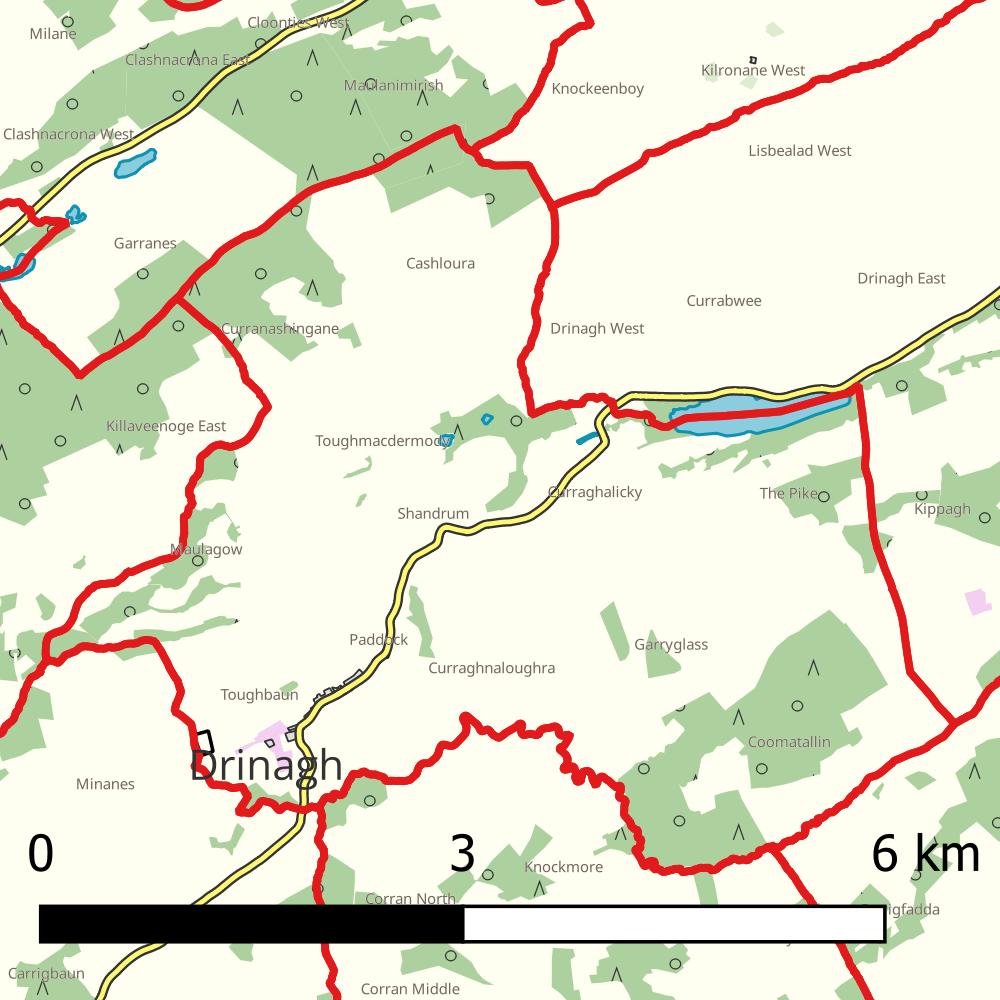 Cloonties West
Milane
Clashnacrona East
Kilronane West
Maulanimirish
Knockeenboy
Clashnacrona West
Lisbealad West
Garranes
Cashloura
Drinagh East
Currabwee
Curranashingane
Drinagh West
Killaveenoge East
Toughmacdermody
Curraghalicky
The Pike
Kippagh
Shandrum
Maulagow
Paddock
Garryglass
Curraghnaloughra
Toughbaun
Coomatallin
Drinagh
Minanes
0
3
6 km
Knockmore
Corran North
Carrigbaun
Corran Middle